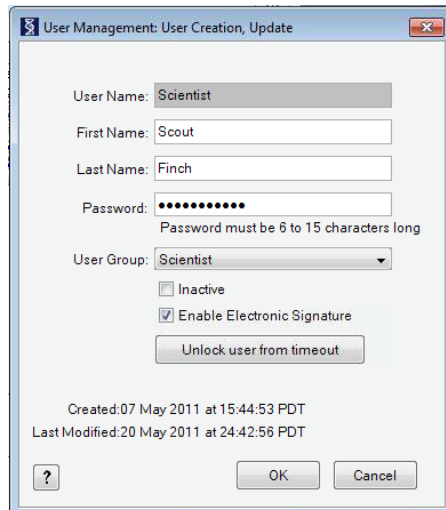 User Management: User Creation, Update
User Name: Scientist
First Name: Scout
Last Name: Finch
Password: •••••••••••
Password must be 6 to 15 characters long
User Group: Scientist
Inactive
Enable Electronic Signature
Unlock user from timeout
Created:07 May 2011 at 15:44:53 PDT
Last Modified:20 May 2011 at 24:42:56 PDT
? OK Cancel